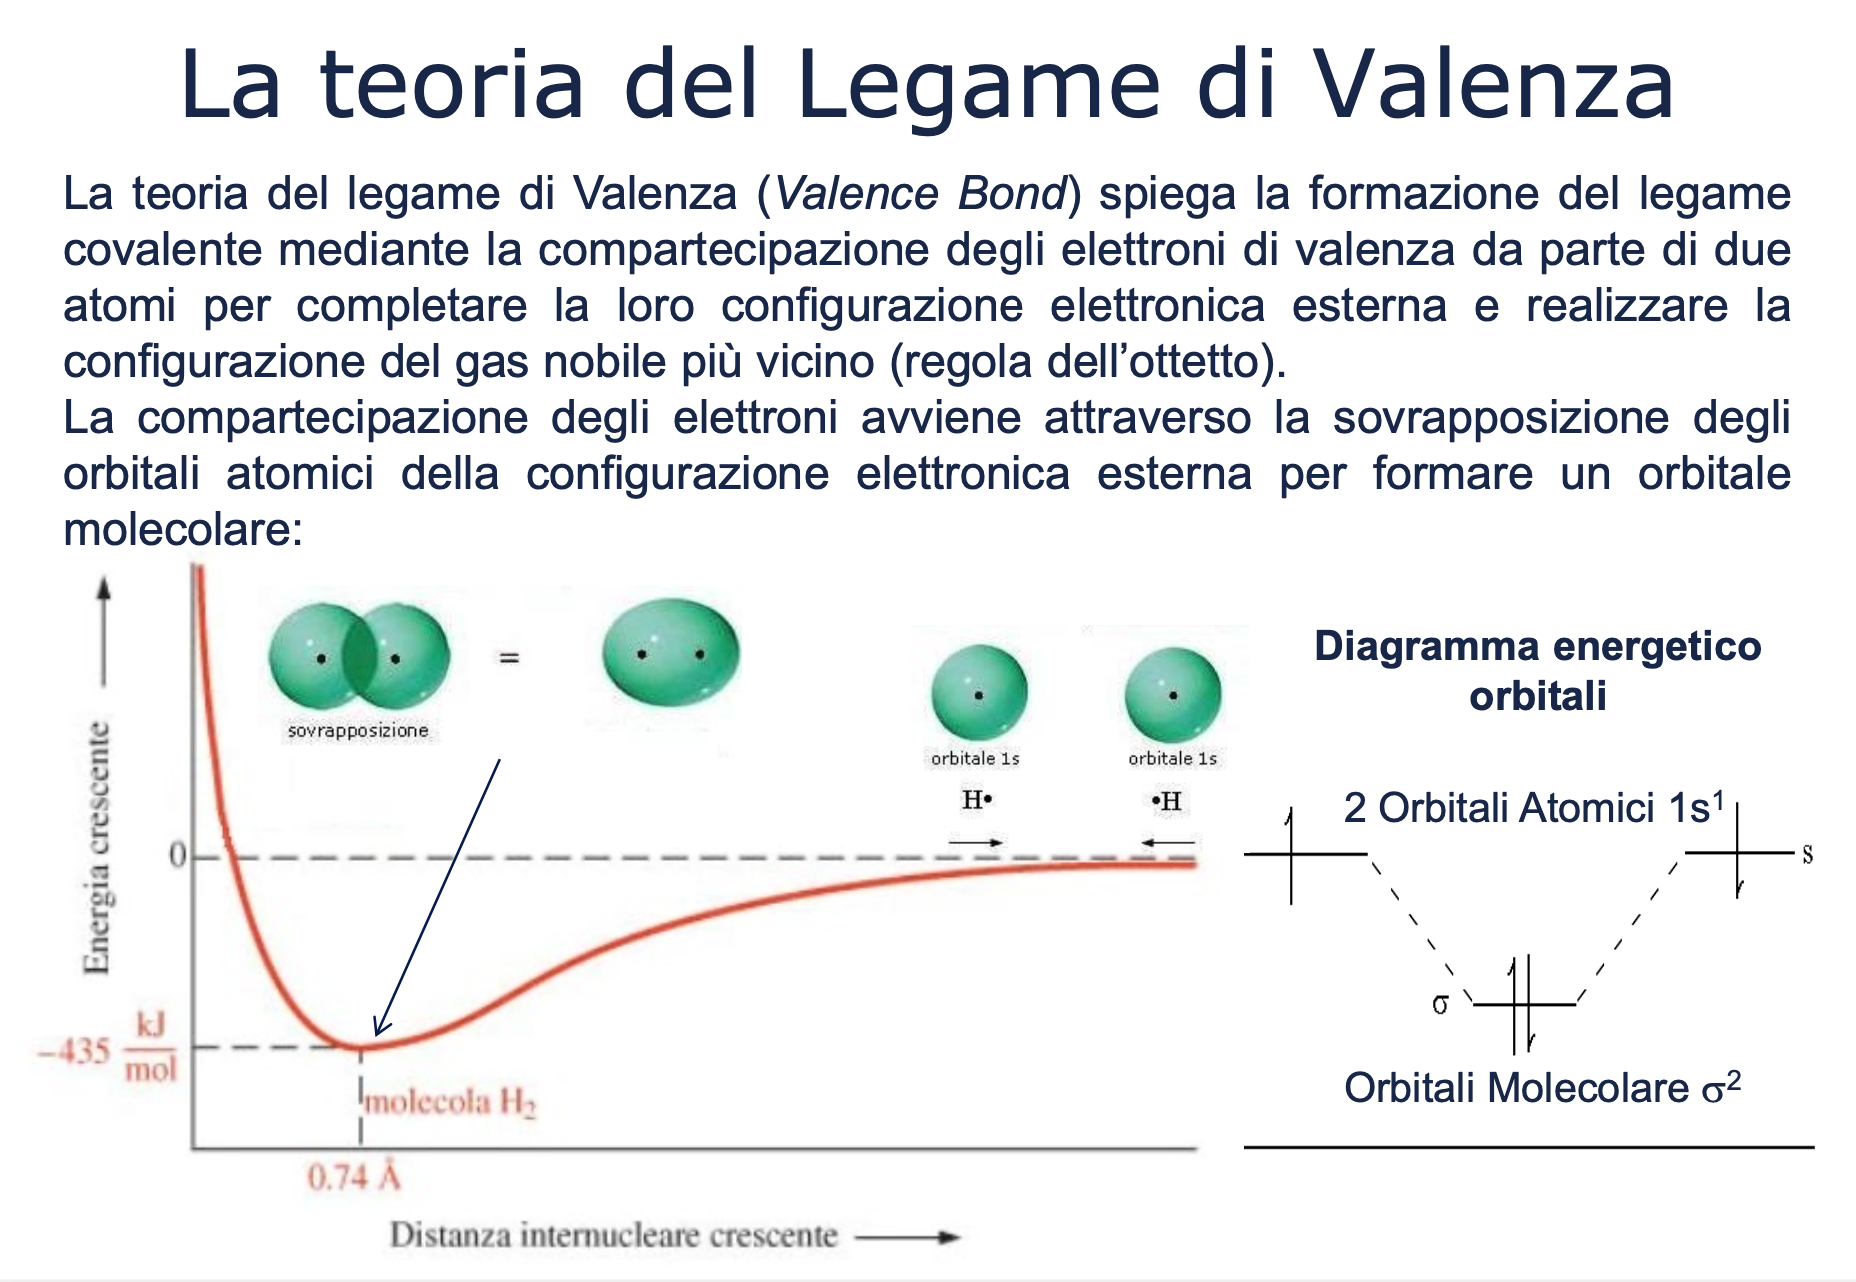 La teoria del Legame di Valenza
La teoria del legame di Valenza (Valence Bond) spiega la formazione del legame
covalente mediante la compartecipazione degli elettroni di valenza da parte di due
atomi per completare la loro configurazione elettronica esterna e realizzare la
configurazione del gas nobile più vicino (regola dell’ottetto).
La compartecipazione degli elettroni avviene attraverso la sovrapposizione degli
orbitali atomici della configurazione elettronica esterna per formare un orbitale
molecolare:
Energia crescente
=
sovrapposizione
orbitale 1s
orbitale 1s
H•
•H
0
−435 kJ/mol
molecola H₂
0.74 Å
Distanza internucleare crescente
Diagramma energetico
orbitali
2 Orbitali Atomici 1s¹
s
σ
Orbitali Molecolare σ²